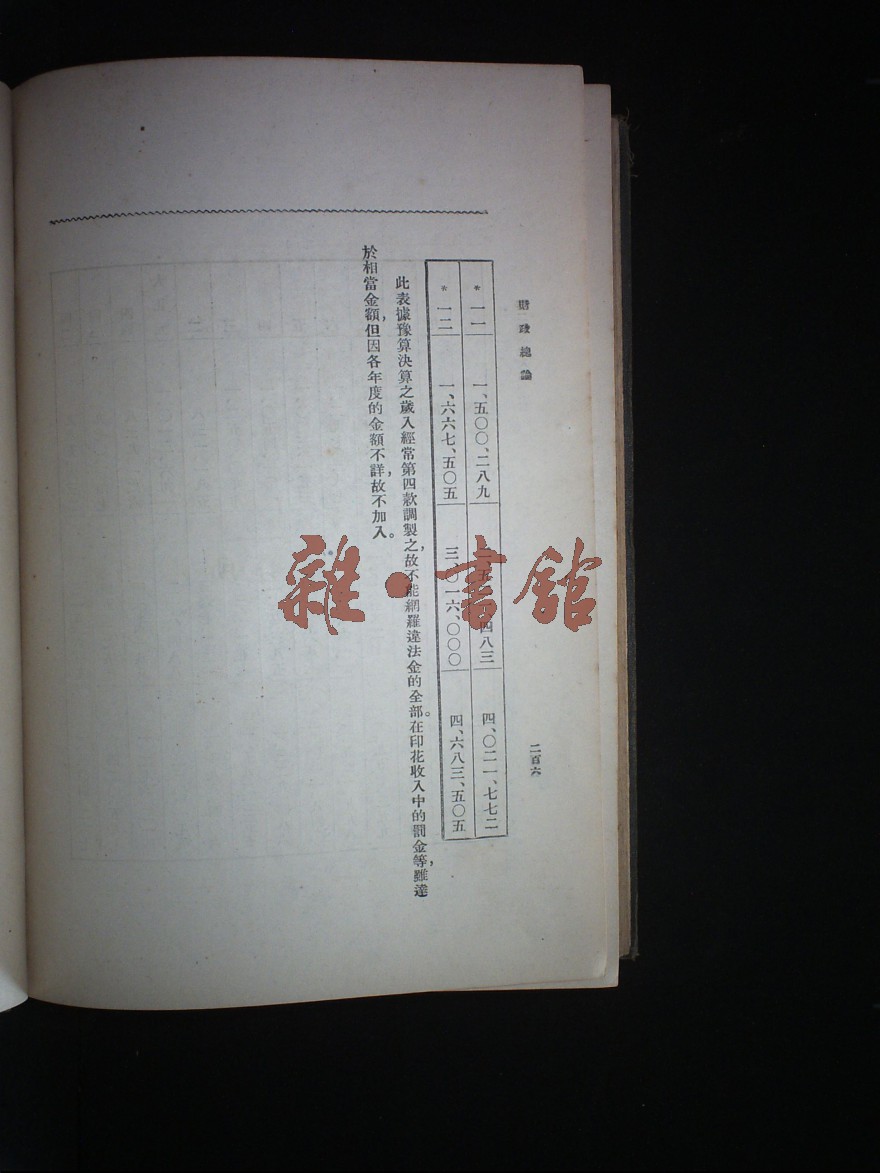 財政總論
二百六
*一一 一、五〇〇、二八九 四八三 四、〇二一、七七二
*一二 一、六六七、五〇五 三、〇一六、〇〇〇 四、六八三、五〇五
此表據豫算決算之歲入經常第四款調製之，故不能網羅違法金的全部。在印花收入中的罰金等，雖達
於相當金額，但因各年度的金額不詳，故不加入。
雜·書館